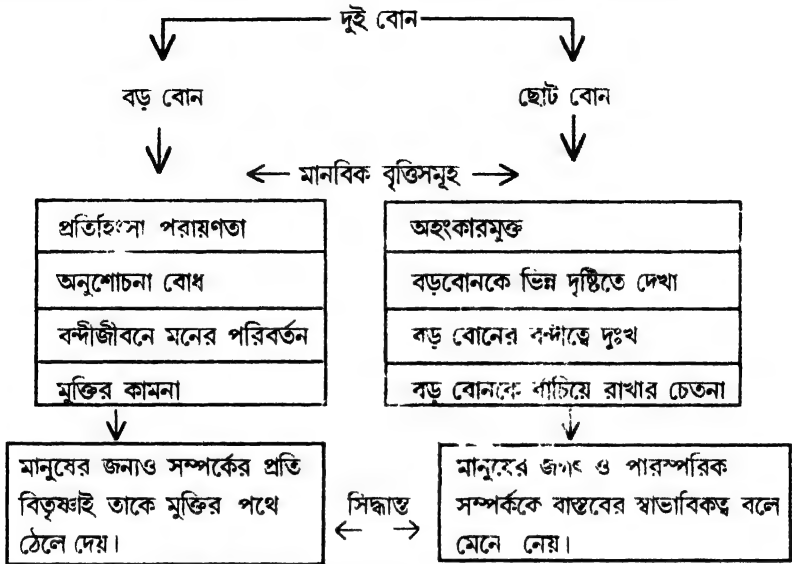 দুই বোন
বড় বোন
ছোট বোন
মানবিক বৃত্তিসমূহ
প্রতিহিংসা পরায়ণতা
অনুশোচনা বোধ
বন্দীজীবনে মনের পরিবর্তন
মুক্তির কামনা
অহংকারমুক্ত
বড়বোনকে ভিন্ন দৃষ্টিতে দেখা
বড় বোনের বন্দীত্বে দুঃখ
বড় বোনকে বাঁচিয়ে রাখার চেতনা
মানুষের জন্যও সম্পর্কের প্রতি
বিতৃষ্ণাই তাকে মুক্তির পথে
ঠেলে দেয়।
সিদ্ধান্ত
মানুষের জগৎ ও পারস্পরিক
সম্পর্ককে বাস্তবের স্বাভাবিকত্ব বলে
মেনে নেয়।